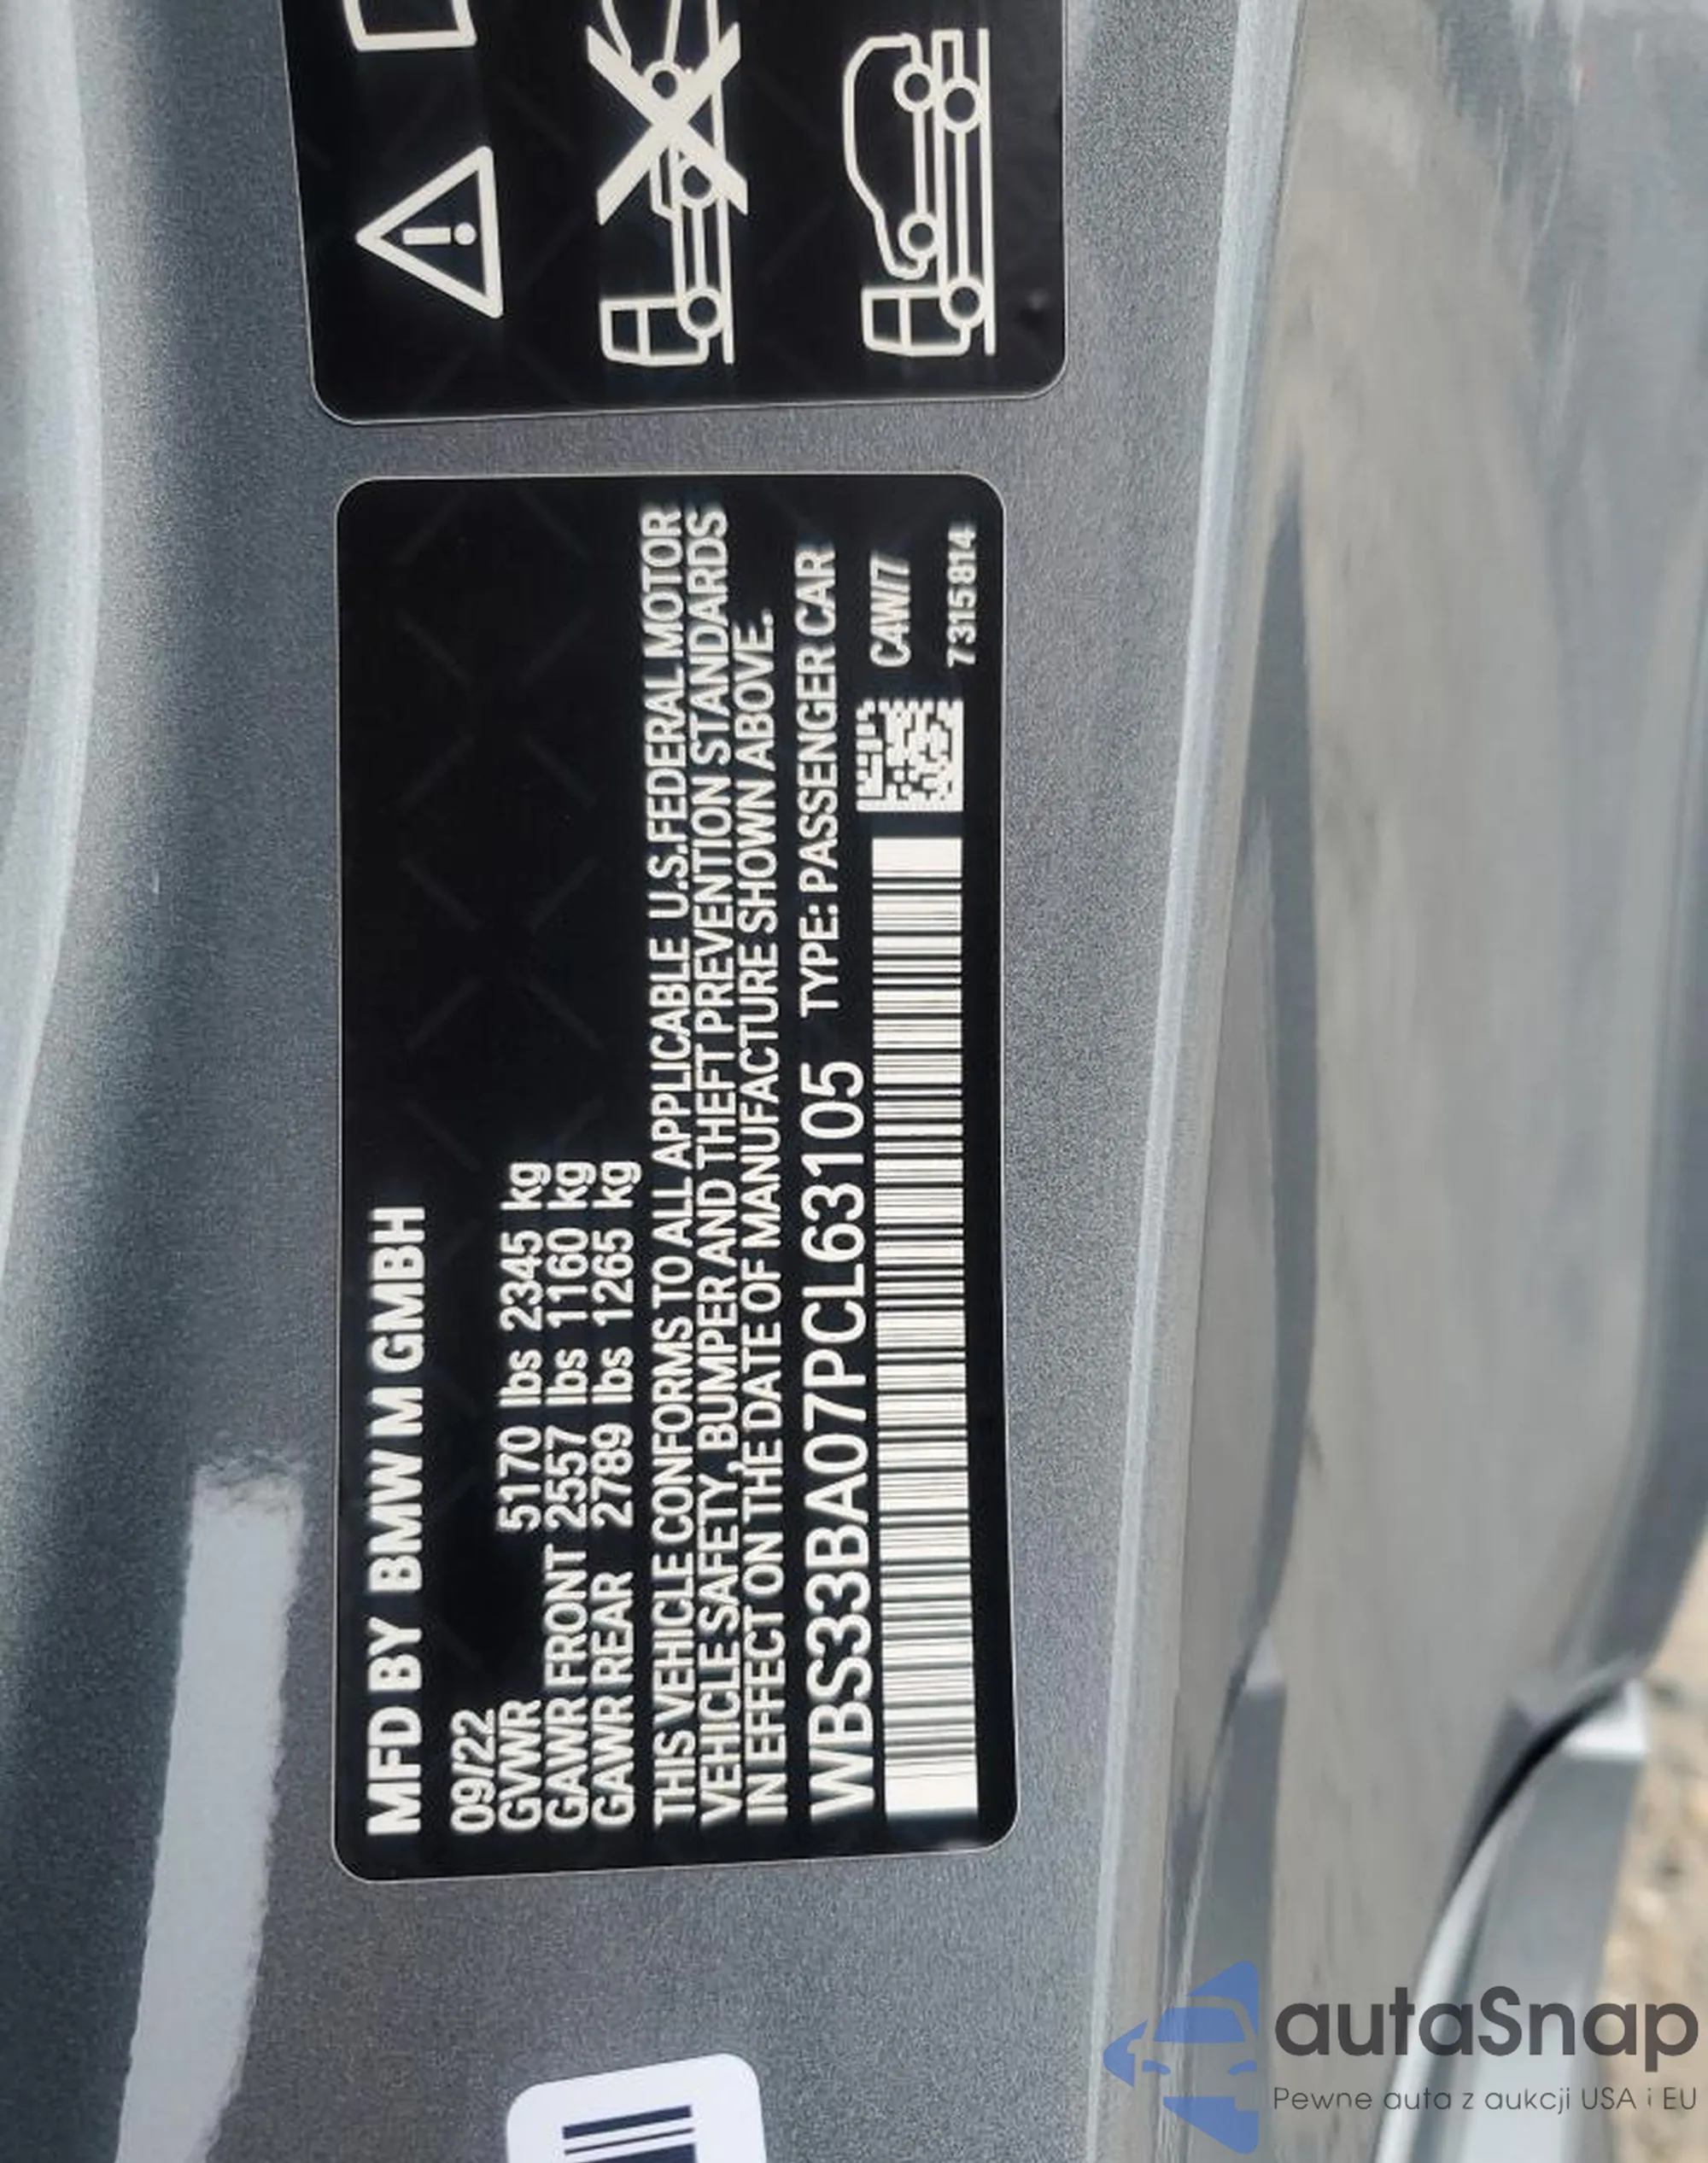 MFD BY BMW M GMBH
09/22
GVWR 5170 lbs 2345 kg
GAWR FRONT 2557 lbs 1160 kg
GAWR REAR 2789 lbs 1265 kg
THIS VEHICLE CONFORMS TO ALL APPLICABLE U.S.FEDERAL MOTOR
VEHICLE SAFETY, BUMPER AND THEFT PREVENTION STANDARDS
IN EFFECT ON THE DATE OF MANUFACTURE SHOWN ABOVE.
WBS33BA07PCL63105 TYPE: PASSENGER CAR
C4W/7
7315814
autaSnap
Pewne auta z aukcji USA i EU